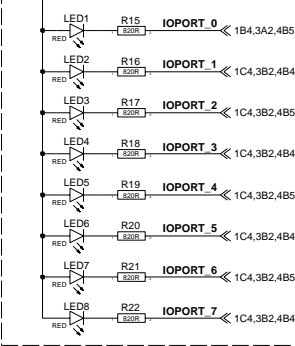 LED1 R15 IOPORT_0
RED 820R 1B4,3A2,4B5
LED2 R16 IOPORT_1
RED 820R 1C4,3B2,4B4
LED3 R17 IOPORT_2
RED 820R 1C4,3B2,4B5
LED4 R18 IOPORT_3
RED 820R 1C4,3B2,4B4
LED5 R19 IOPORT_4
RED 820R 1C5,3B2,4B5
LED6 R20 IOPORT_5
RED 820R 1C4,3B2,4B4
LED7 R21 IOPORT_6
RED 820R 1C4,3B2,4B5
LED8 R22 IOPORT_7
RED 820R 1C4,3B2,4B4